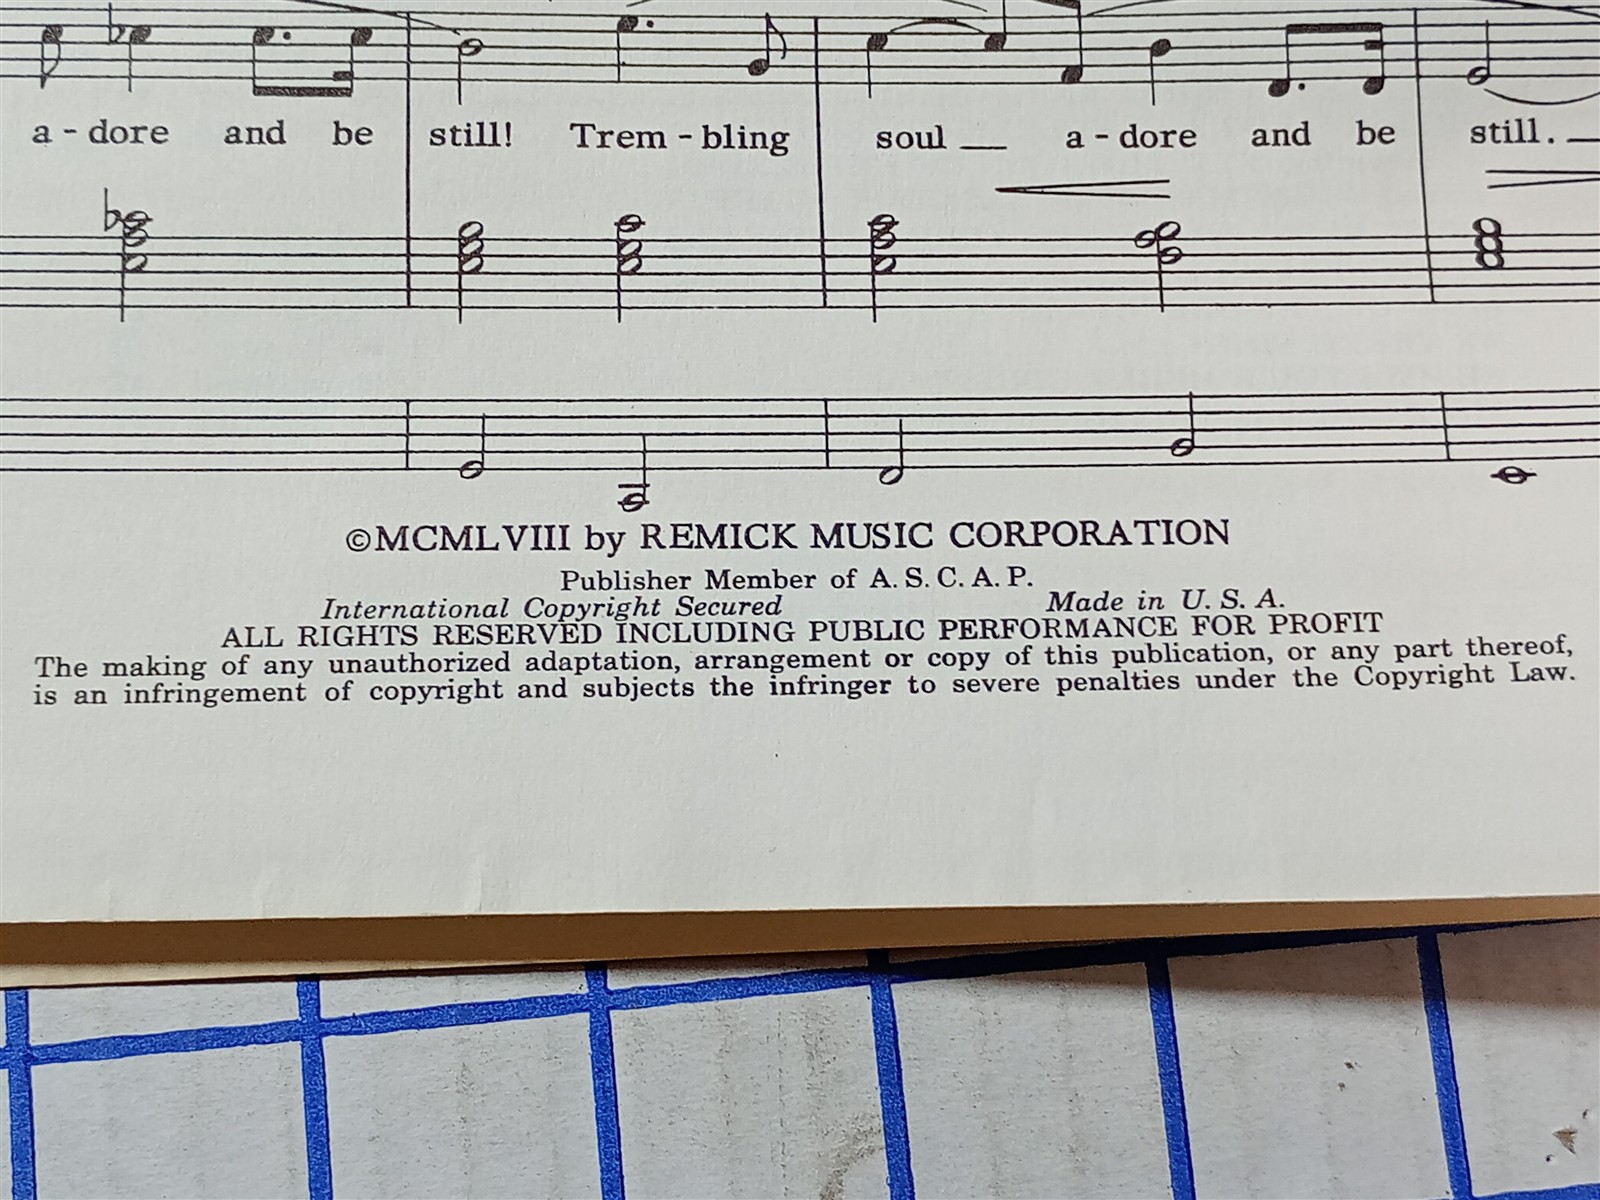 a - dore and be still! Trem - bling soul a - dore and be still.
©MCMLVIII by REMICK MUSIC CORPORATION
Publisher Member of A. S. C. A. P.
International Copyright Secured Made in U. S. A.
ALL RIGHTS RESERVED INCLUDING PUBLIC PERFORMANCE FOR PROFIT
The making of any unauthorized adaptation, arrangement or copy of this publication, or any part thereof,
is an infringement of copyright and subjects the infringer to severe penalties under the Copyright Law.